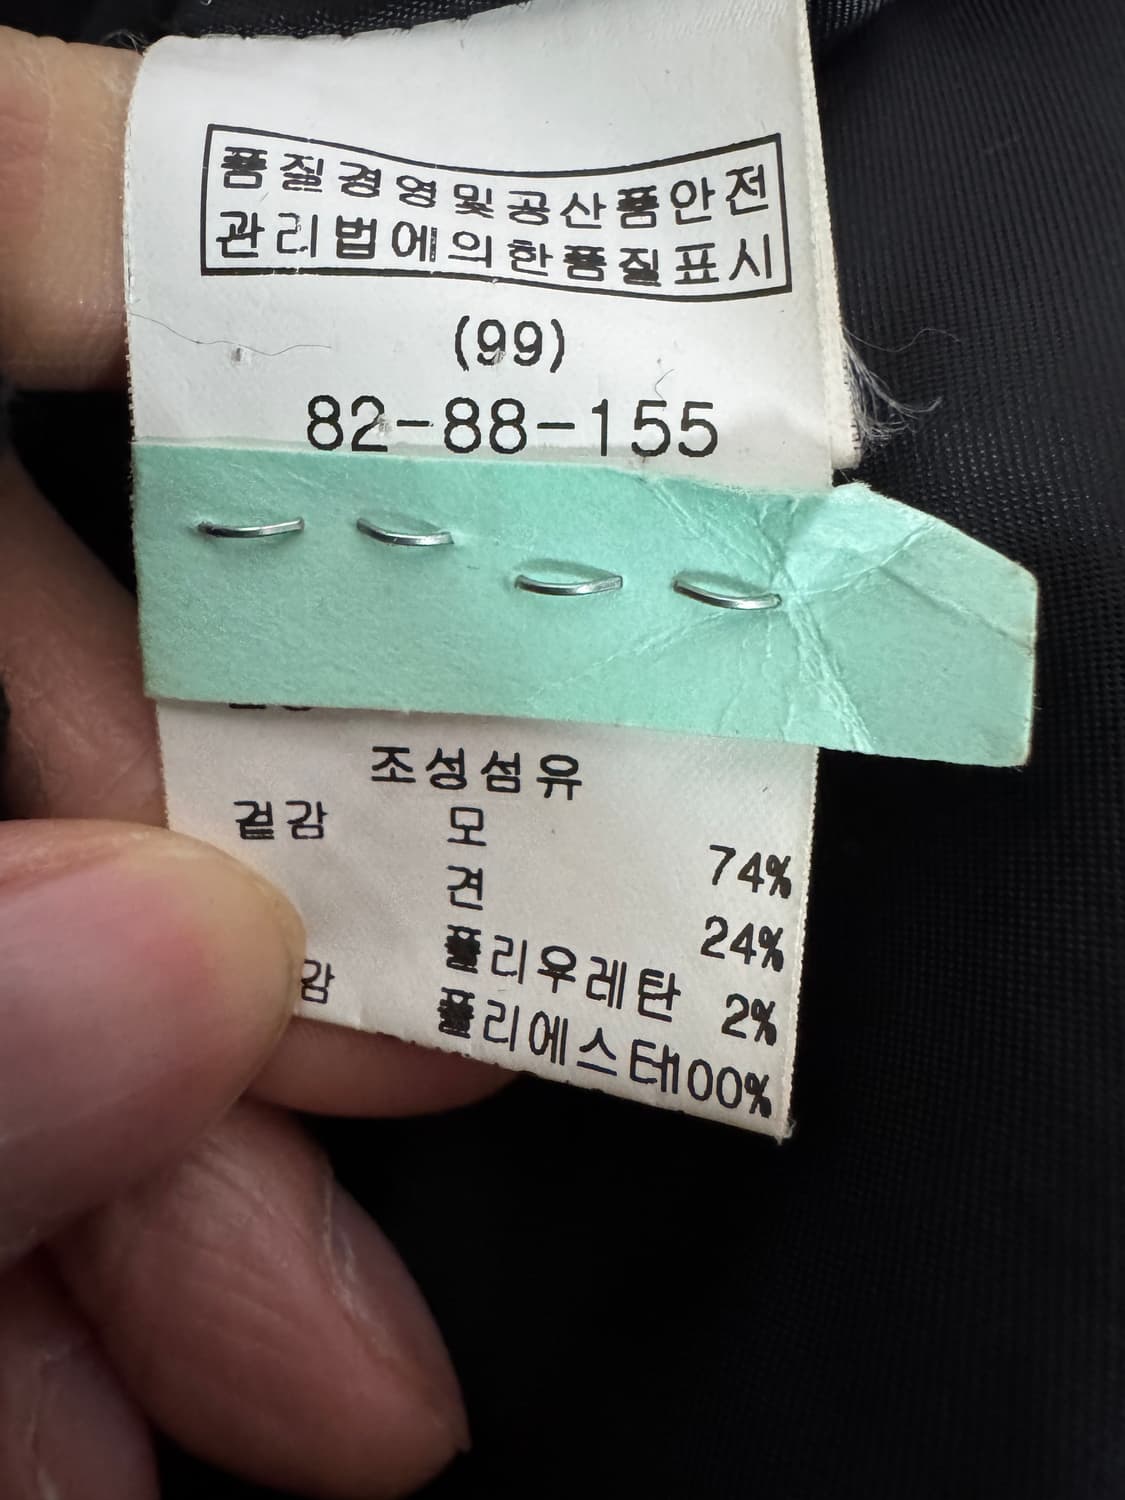 품질경영및공산품안전
관리법에의한품질표시
(99)
82-88-155
조성섬유
겉감 모 74%
견 24%
폴리우레탄 2%
감 폴리에스테00%